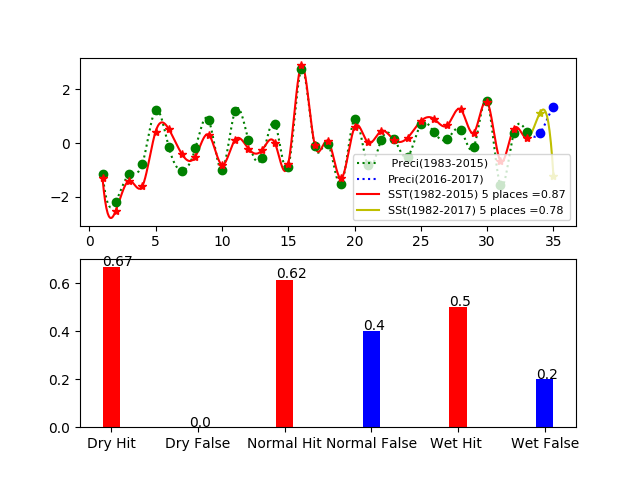 2
0
−2
Preci(1983-2015)
Preci(2016-2017)
SST(1982-2015) 5 places =0.87
SSt(1982-2017) 5 places =0.78
0 5 10 15 20 25 30 35
0.6
0.4
0.2
0.0
0.67
0.0
0.62
0.4
0.5
0.2
Dry Hit Dry False Normal Hit Normal False Wet Hit Wet False